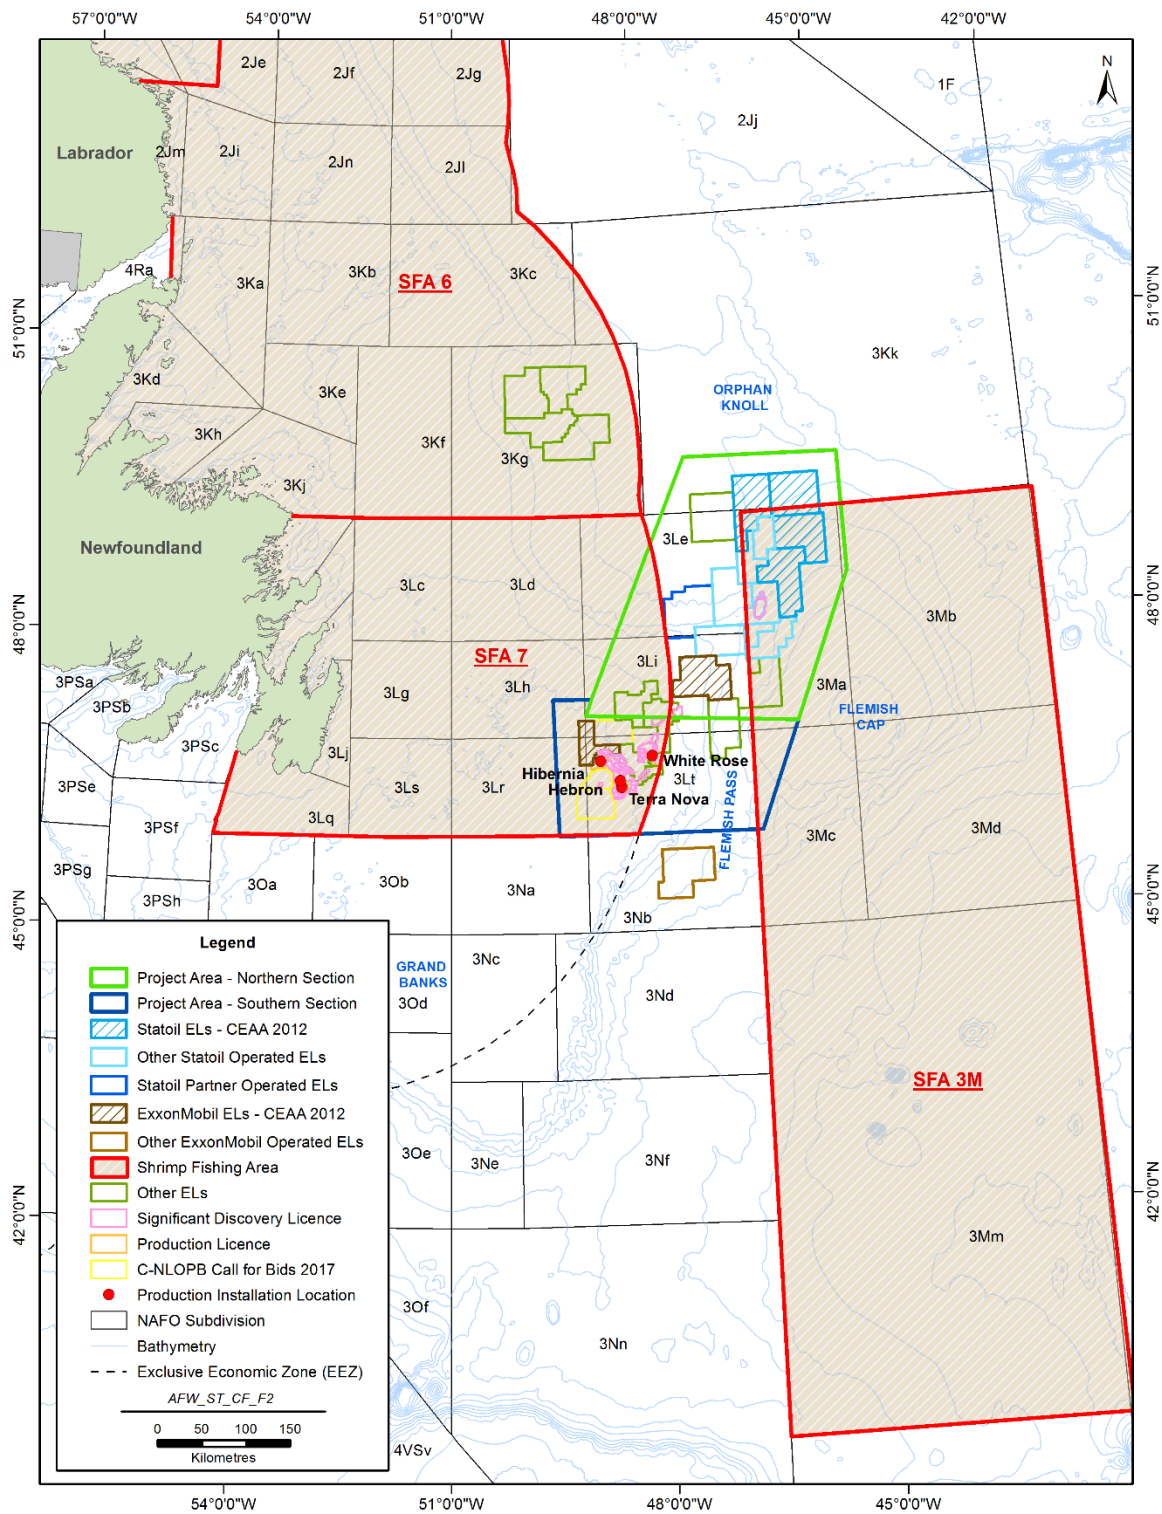 57°0'0"W
54°0'0"W
51°0'0"W
48°0'0"W
45°0'0"W
42°0'0"W
N
2Je
2Jf
2Jg
1F
2Jj
Labrador
2Jm
2Ji
2Jn
2Jl
4Ra
3Ka
3Kb
SFA 6
3Kc
51°0'0"N
51°0'0"N
3Kk
3Kd
3Ke
ORPHAN
KNOLL
3Kh
3Kf
3Kg
3Kj
Newfoundland
3Le
3Lc
3Ld
48°0'0"N
48°0'0"N
3Mb
SFA 7
3Li
3PSa
3PSb
3Lg
3Lh
3Ma
FLEMISH
CAP
3PSc
3Lj
White Rose
Hibernia
3Lt
Hebron
Terra Nova
3PSe
3Ls
3Lr
FLEMISH PASS
3Lq
3PSf
3Mc
3Md
3PSg
3PSh
3Oa
3Ob
3Na
3Nb
45°0'0"N
45°0'0"N
Legend
Project Area - Northern Section
Project Area - Southern Section
Statoil ELs - CEAA 2012
Other Statoil Operated ELs
Statoil Partner Operated ELs
ExxonMobil ELs - CEAA 2012
Other ExxonMobil Operated ELs
Shrimp Fishing Area
Other ELs
Significant Discovery Licence
Production Licence
C-NLOPB Call for Bids 2017
Production Installation Location
NAFO Subdivision
Bathymetry
Exclusive Economic Zone (EEZ)
AFW_ST_CF_F2
0 50 100 150
Kilometres
GRAND
BANKS
3Nc
3Od
3Nd
SFA 3M
3Oe
3Ne
3Nf
42°0'0"N
42°0'0"N
3Mm
3Of
3Nn
4VSv
54°0'0"W
51°0'0"W
48°0'0"W
45°0'0"W